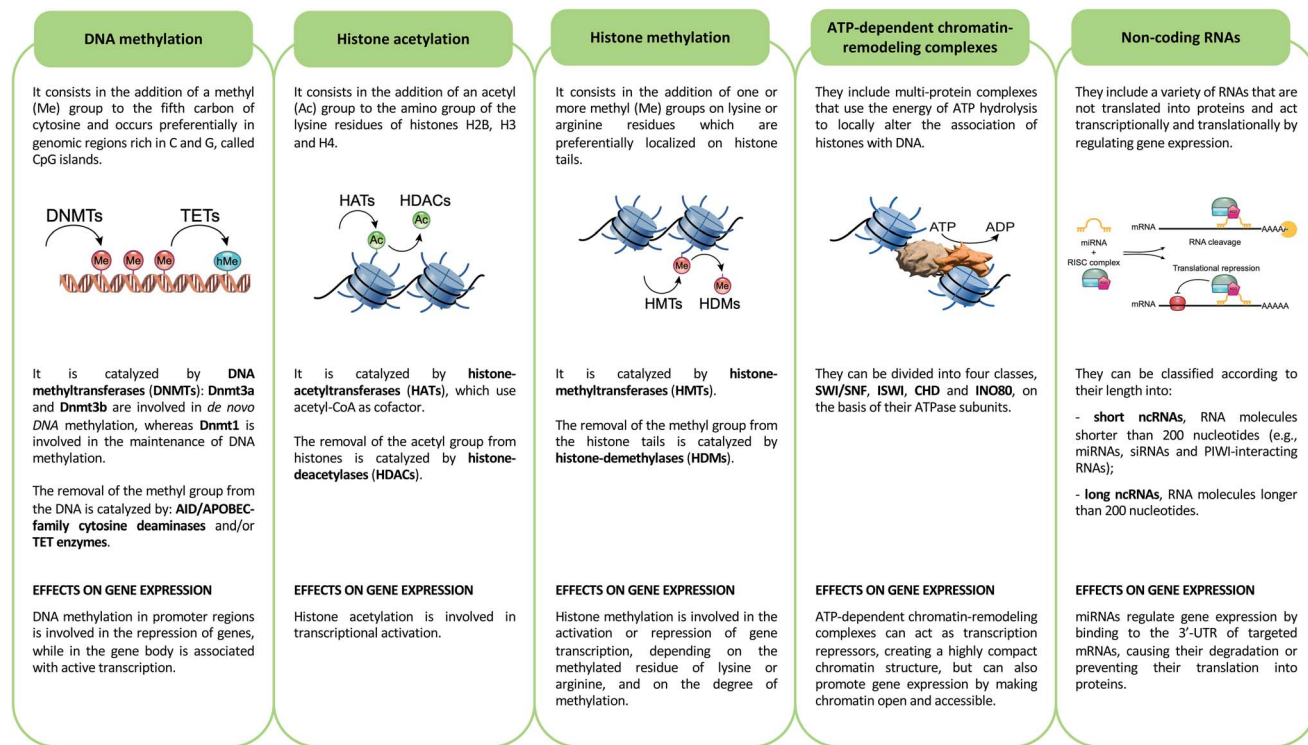 DNA methylation
It consists in the addition of a methyl
(Me) group to the fifth carbon of
cytosine and occurs preferentially in
genomic regions rich in C and G, called
CpG islands.
DNMTs
TETs
Me
Me
Me
hMe
It is catalyzed by DNA
methyltransferases (DNMTs): Dnmt3a
and Dnmt3b are involved in de novo
DNA methylation, whereas Dnmt1 is
involved in the maintenance of DNA
methylation.
The removal of the methyl group from
the DNA is catalyzed by: AID/APOBEC-
family cytosine deaminases and/or
TET enzymes.
EFFECTS ON GENE EXPRESSION
DNA methylation in promoter regions
is involved in the repression of genes,
while in the gene body is associated
with active transcription.
Histone acetylation
It consists in the addition of an acetyl
(Ac) group to the amino group of the
lysine residues of histones H2B, H3
and H4.
HATs
HDACs
Ac
Ac
It is catalyzed by histone-
acetyltransferases (HATs), which use
acetyl-CoA as cofactor.
The removal of the acetyl group from
histones is catalyzed by histone-
deacetylases (HDACs).
EFFECTS ON GENE EXPRESSION
Histone acetylation is involved in
transcriptional activation.
Histone methylation
It consists in the addition of one or
more methyl (Me) groups on lysine or
arginine residues which are
preferentially localized on histone
tails.
Me
Me
HMTs
HDMs
It is catalyzed by histone-
methyltransferases (HMTs).
The removal of the methyl group from
the histone tails is catalyzed by
histone-demethylases (HDMs).
EFFECTS ON GENE EXPRESSION
Histone methylation is involved in the
activation or repression of gene
transcription, depending on the
methylated residue of lysine or
arginine, and on the degree of
methylation.
ATP-dependent chromatin-
remodeling complexes
They include multi-protein complexes
that use the energy of ATP hydrolysis
to locally alter the association of
histones with DNA.
ATP
ADP
They can be divided into four classes,
SWI/SNF, ISWI, CHD and INO80, on
the basis of their ATPase subunits.
EFFECTS ON GENE EXPRESSION
ATP-dependent chromatin-remodeling
complexes can act as transcription
repressors, creating a highly compact
chromatin structure, but can also
promote gene expression by making
chromatin open and accessible.
Non-coding RNAs
They include a variety of RNAs that are
not translated into proteins and act
transcriptionally and translationally by
regulating gene expression.
mRNA
AAAAA
RNA cleavage
miRNA
+
RISC complex
Translational repression
mRNA
AAAAA
They can be classified according to
their length into:
- short ncRNAs, RNA molecules
shorter than 200 nucleotides (e.g.,
miRNAs, siRNAs and PIWI-interacting
RNAs);
- long ncRNAs, RNA molecules longer
than 200 nucleotides.
EFFECTS ON GENE EXPRESSION
miRNAs regulate gene expression by
binding to the 3’-UTR of targeted
mRNAs, causing their degradation or
preventing their translation into
proteins.